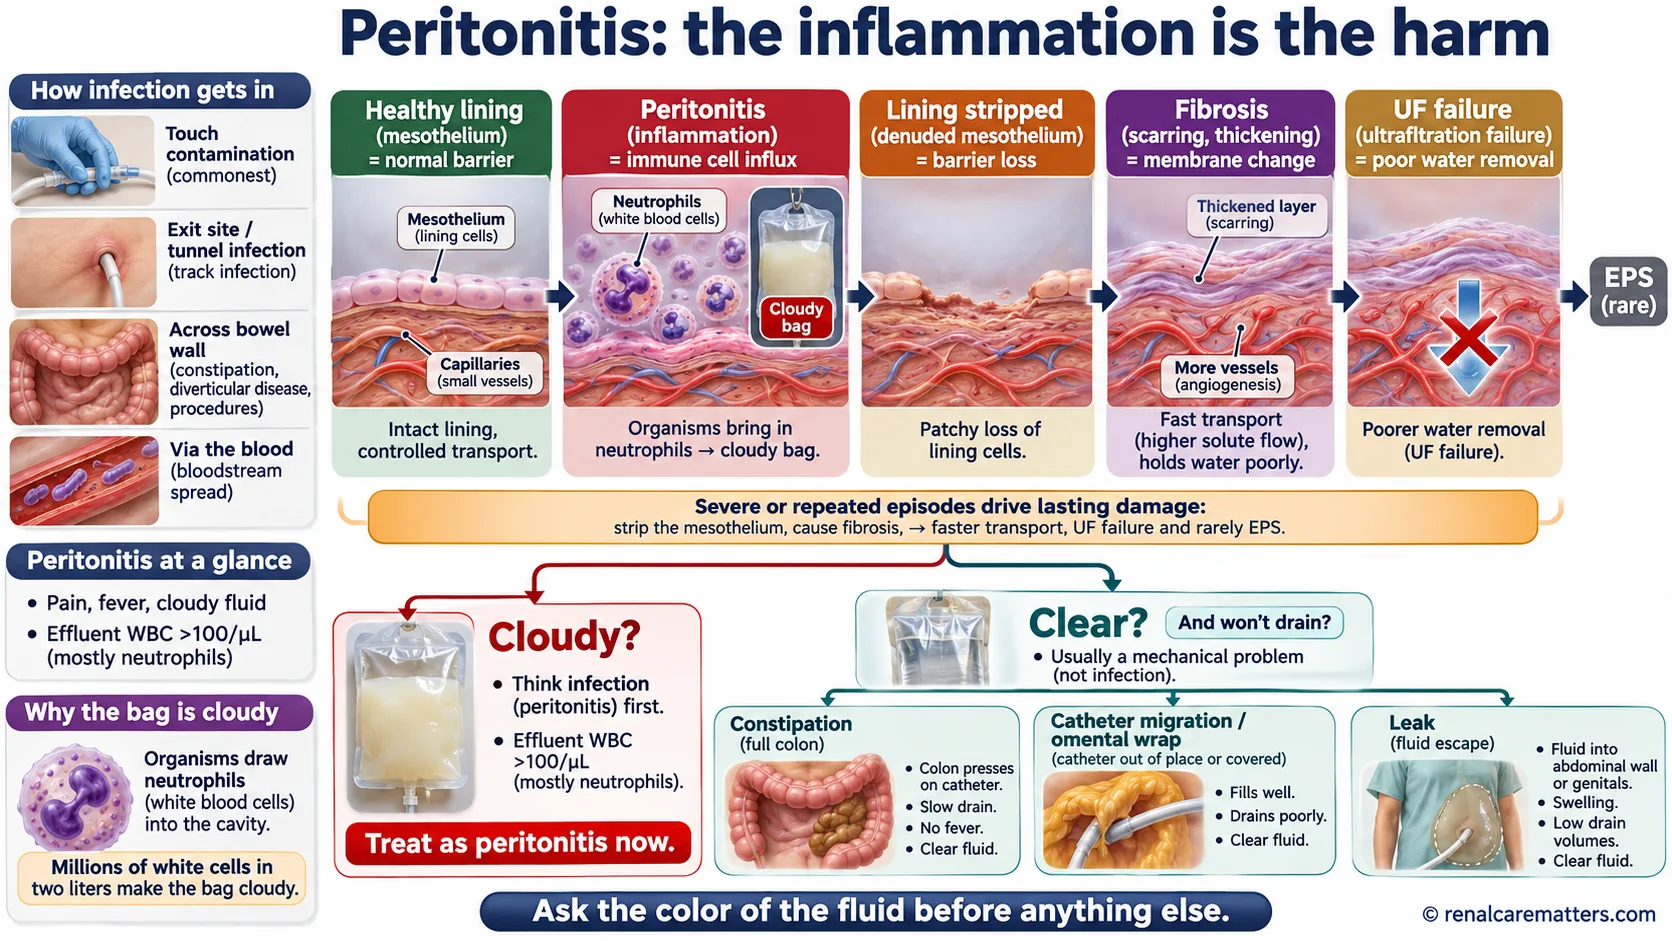 Peritonitis: the inflammation is the harm
How infection gets in
Touch
contamination
(commonest)
Exit site /
tunnel infection
(track infection)
Across bowel
wall
(constipation,
diverticular disease,
procedures)
Via the blood
(bloodstream
spread)
Peritonitis at a glance
• Pain, fever, cloudy fluid
• Effluent WBC >100/µL
(mostly neutrophils)
Why the bag is cloudy
Organisms draw
neutrophils
(white blood cells)
into the cavity.
Millions of white cells in
two liters make the bag cloudy.
Healthy lining
(mesothelium)
= normal barrier
Mesothelium
(lining cells)
Capillaries
(small vessels)
Intact lining,
controlled transport.
Peritonitis
(inflammation)
= immune cell influx
Neutrophils
(white blood cells)
Cloudy
bag
Organisms bring in
neutrophils → cloudy bag.
Lining stripped
(denuded mesothelium)
= barrier loss
Patchy loss of
lining cells.
Fibrosis
(scarring, thickening)
= membrane change
Thickened layer
(scarring)
More vessels
(angiogenesis)
Fast transport
(higher solute flow),
holds water poorly.
UF failure
(ultrafltration failure)
= poor water removal
Poorer water removal
(UF failure).
EPS
(rare)
Severe or repeated episodes drive lasting damage:
strip the mesothelium, cause fibrosis, → faster transport, UF failure and rarely EPS.
Cloudy?
• Think infection
(peritonitis) first.
• Effluent WBC
>100/µL
(mostly neutrophils).
Treat as peritonitis now.
Clear?
And won't drain?
• Usually a mechanical problem
(not infection).
Constipation
(full colon)
• Colon presses
on catheter.
• Slow drain.
• No fever.
• Clear fluid.
Catheter migration /
omental wrap
(catheter out of place or covered)
• Fills well.
• Drains poorly.
• Clear fluid.
Leak
(fluid escape)
• Fluid into
abdominal wall
or genitals.
• Swelling.
• Low drain
volumes.
• Clear fluid.
Ask the color of the fluid before anything else.
© renalcarematters.com